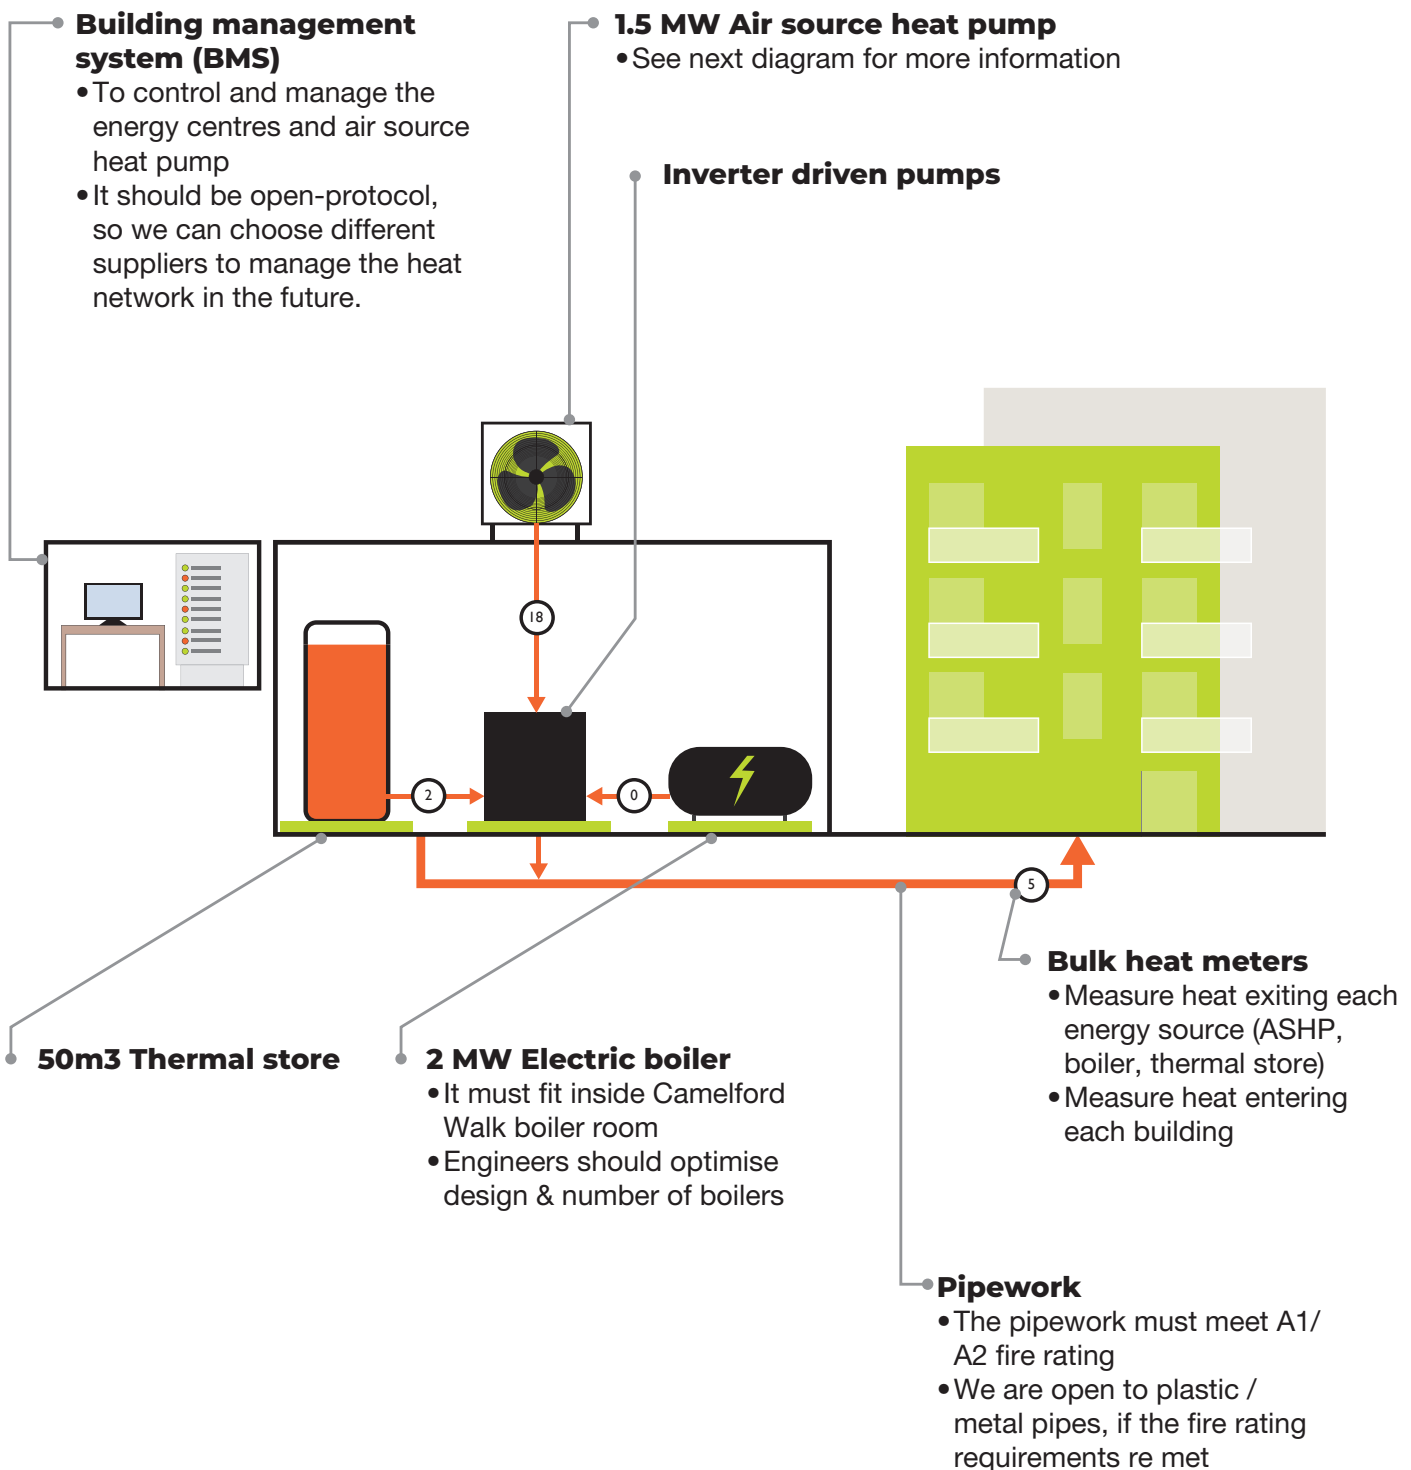 Building management
system (BMS)
•To control and manage the
energy centres and air source
heat pump
•It should be open-protocol,
so we can choose different
suppliers to manage the heat
network in the future.
1.5 MW Air source heat pump
•See next diagram for more information
Inverter driven pumps
18
2
0
5
Bulk heat meters
•Measure heat exiting each
energy source (ASHP,
boiler, thermal store)
•Measure heat entering
each building
50m3 Thermal store
2 MW Electric boiler
•It must fit inside Camelford
Walk boiler room
•Engineers should optimise
design & number of boilers
Pipework
•The pipework must meet A1/
A2 fire rating
•We are open to plastic /
metal pipes, if the fire rating
requirements re met